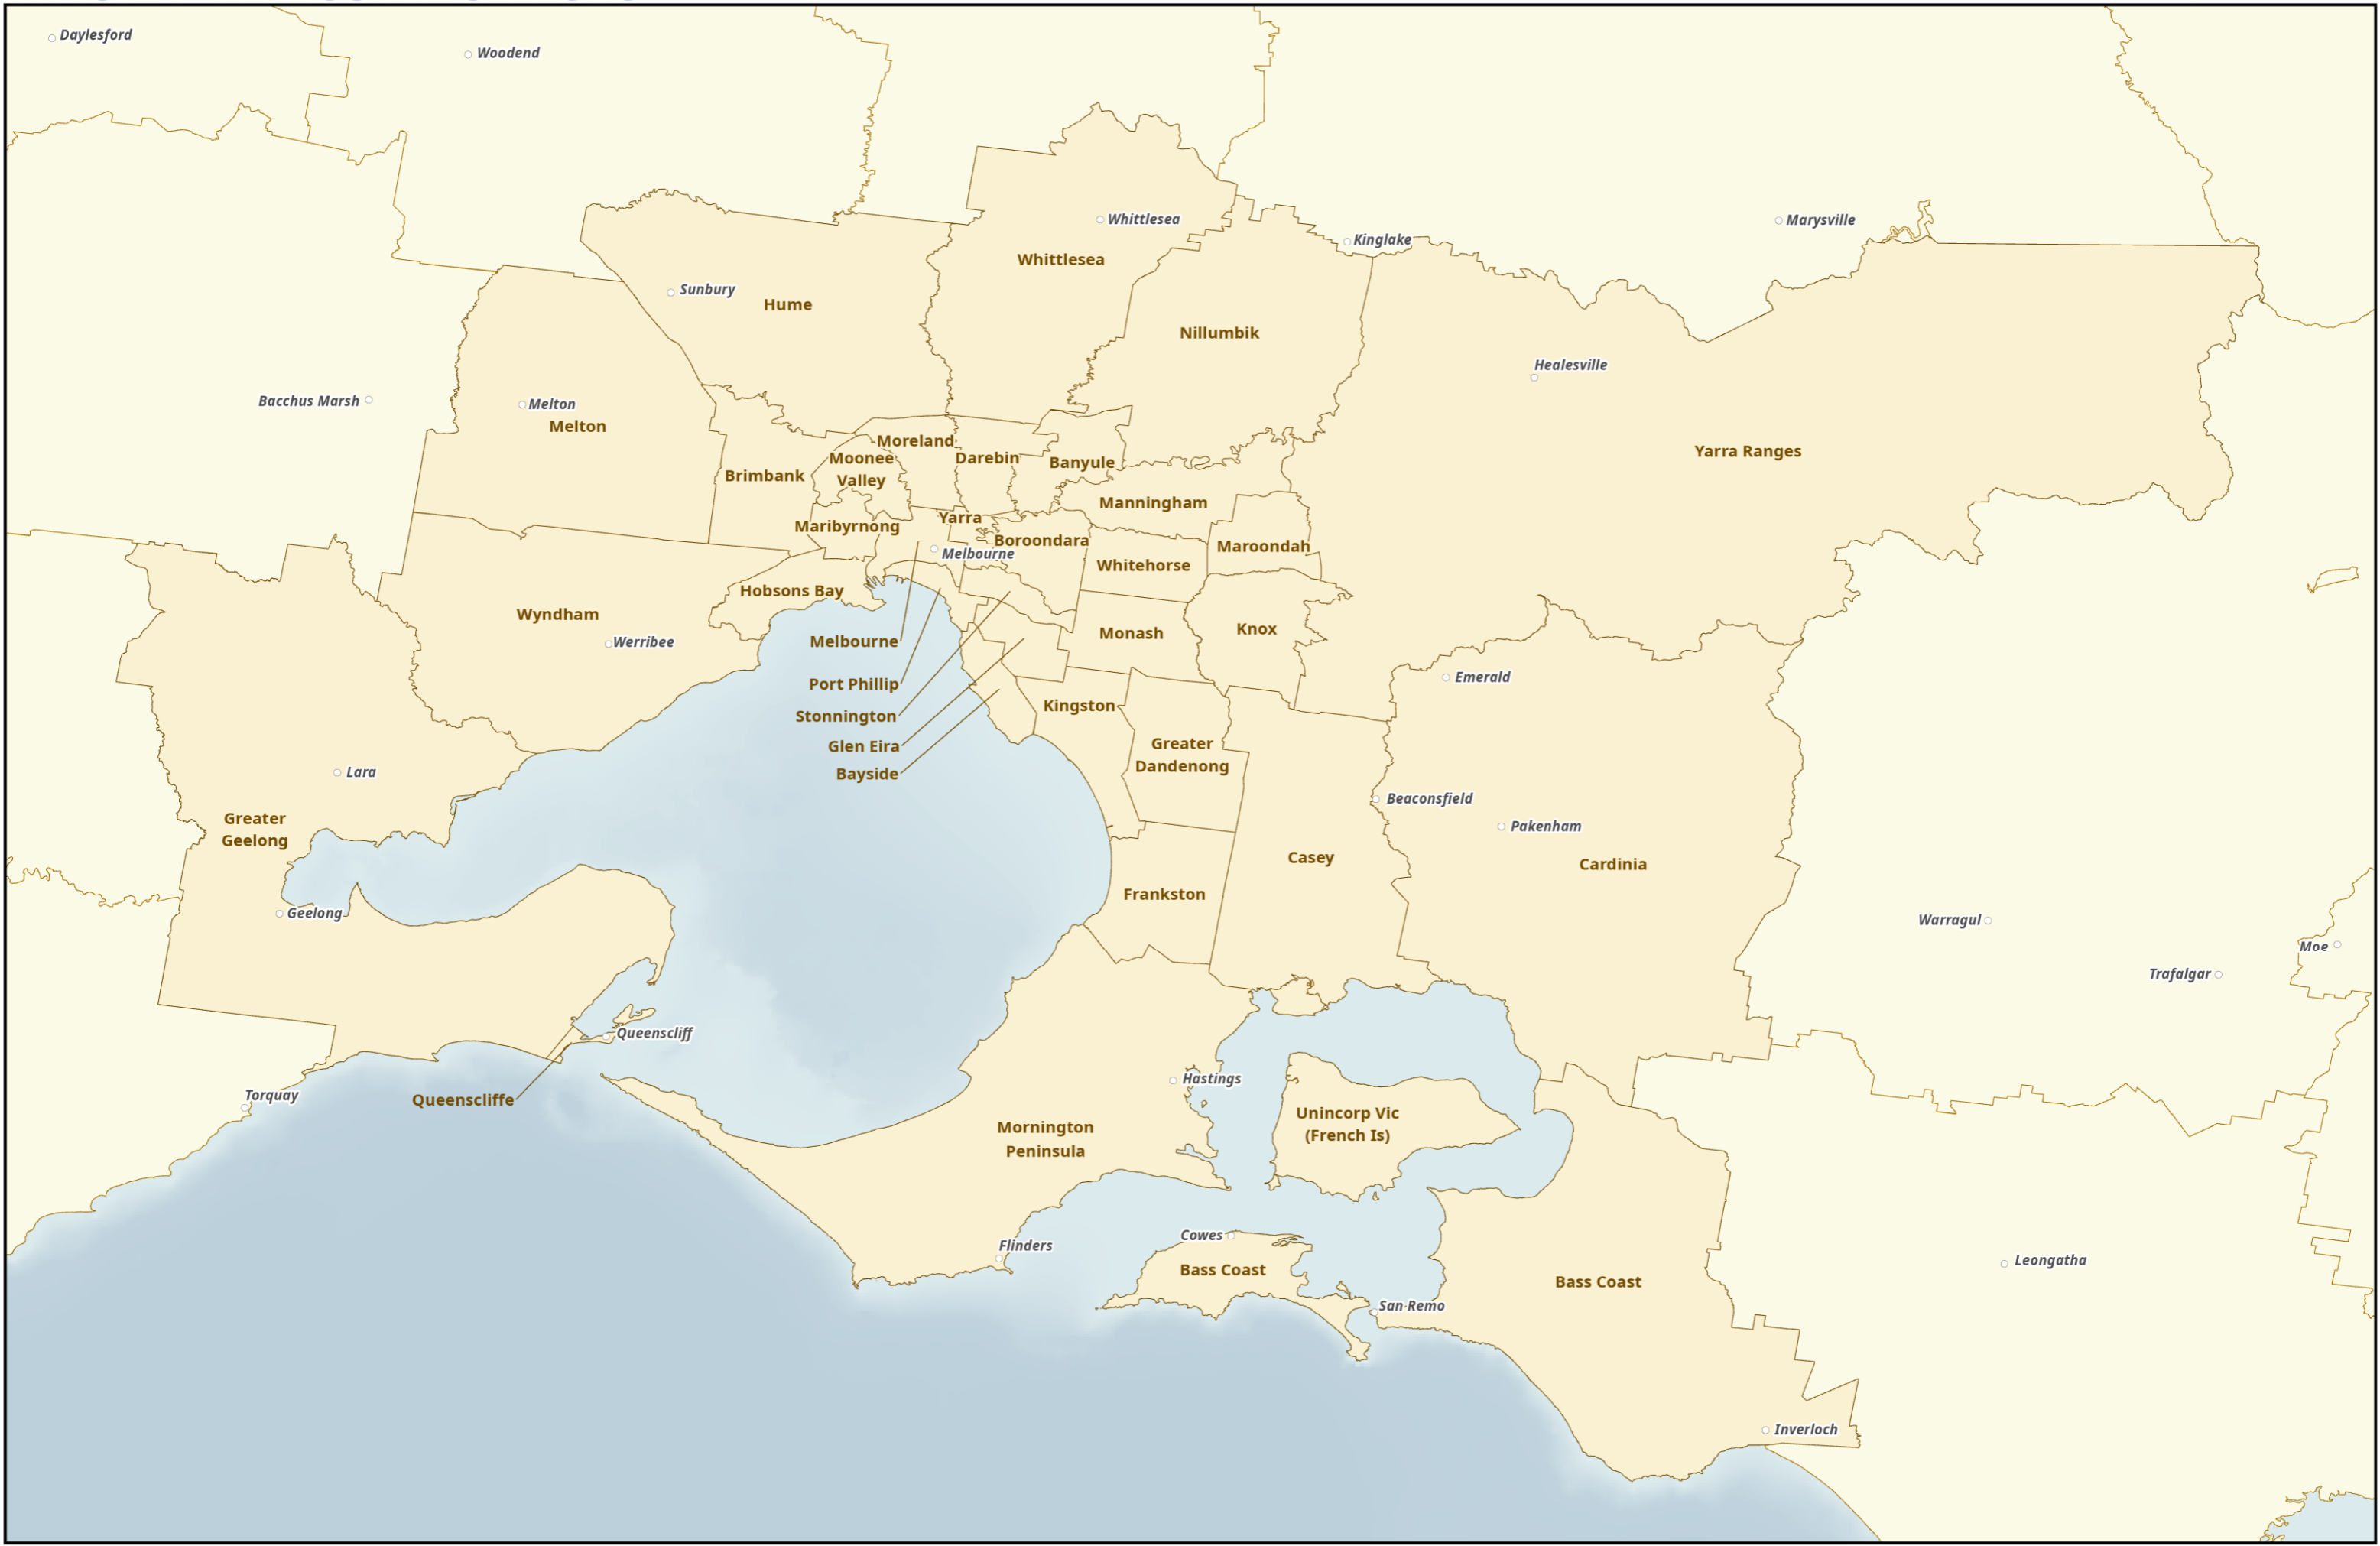 Daylesford
Woodend
Whittlesea
Marysville
Kinglake
Whittlesea
Sunbury
Hume
Nillumbik
Healesville
Bacchus Marsh
Melton
Melton
Moreland
Yarra Ranges
Moonee
Valley
Darebin
Banyule
Brimbank
Manningham
Maribyrnong
Yarra
Boroondara
Maroondah
Melbourne
Whitehorse
Hobsons Bay
Wyndham
Werribee
Melbourne
Monash
Knox
Port Phillip
Emerald
Stonnington
Kingston
Glen Eira
Greater
Dandenong
Bayside
Lara
Beaconsfield
Greater
Geelong
Pakenham
Casey
Cardinia
Frankston
Geelong
Warragul
Moe
Trafalgar
Queenscliff
Hastings
Torquay
Queenscliffe
Unincorp Vic
(French Is)
Mornington
Peninsula
Cowes
Flinders
Bass Coast
Bass Coast
Leongatha
San Remo
Inverloch